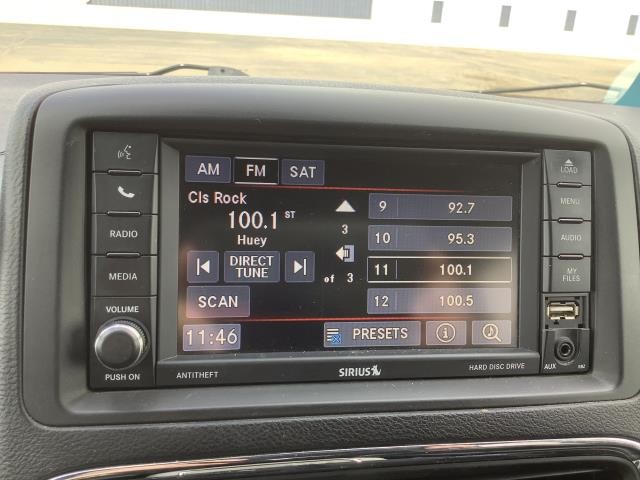 AM FM SAT
Cls Rock
100.1 ST
Huey
DIRECT
TUNE
SCAN
11:46
3
of 3
9 92.7
10 95.3
11 100.1
12 100.5
PRESETS
RADIO
MEDIA
VOLUME
PUSH ON
LOAD
MENU
AUDIO
MY
FILES
AUX
ANTITHEFT
SIRIUS
HARD DISC DRIVE